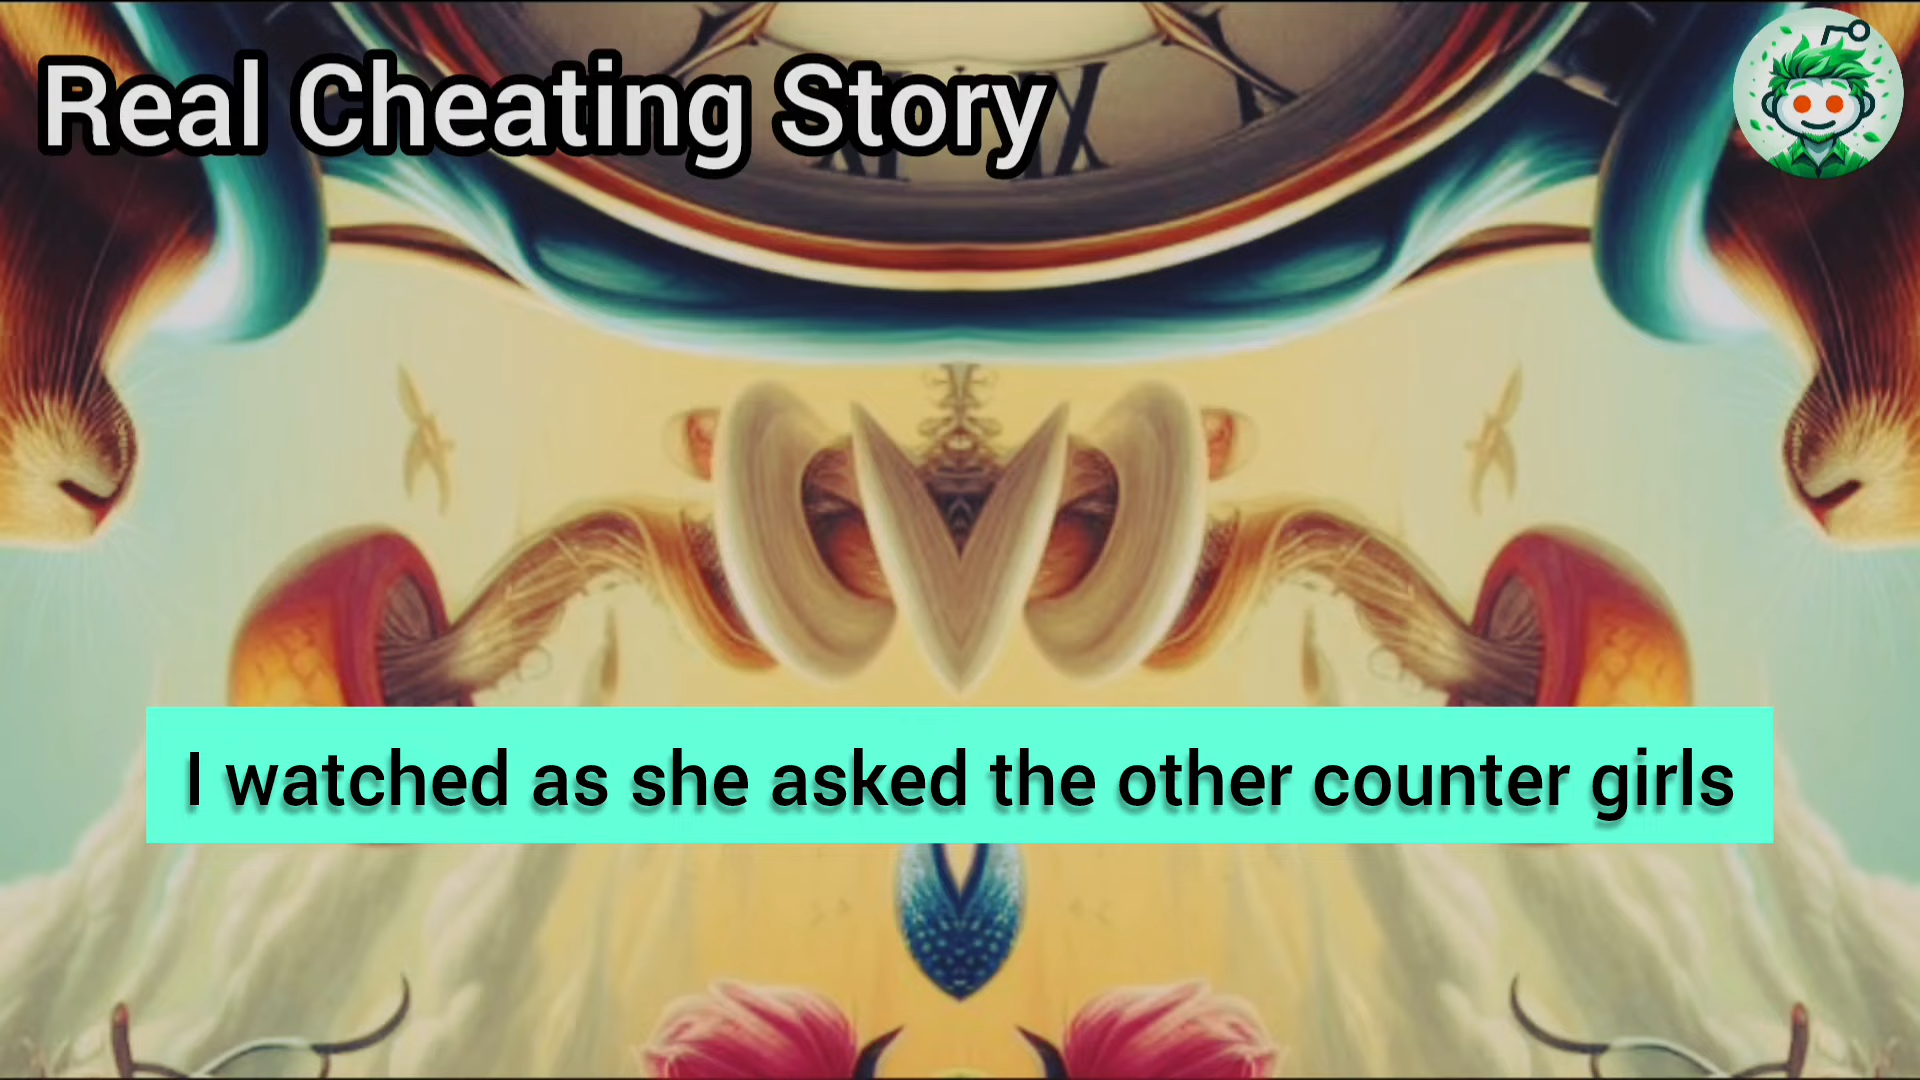 Real Cheating Story
I watched as she asked the other counter girls